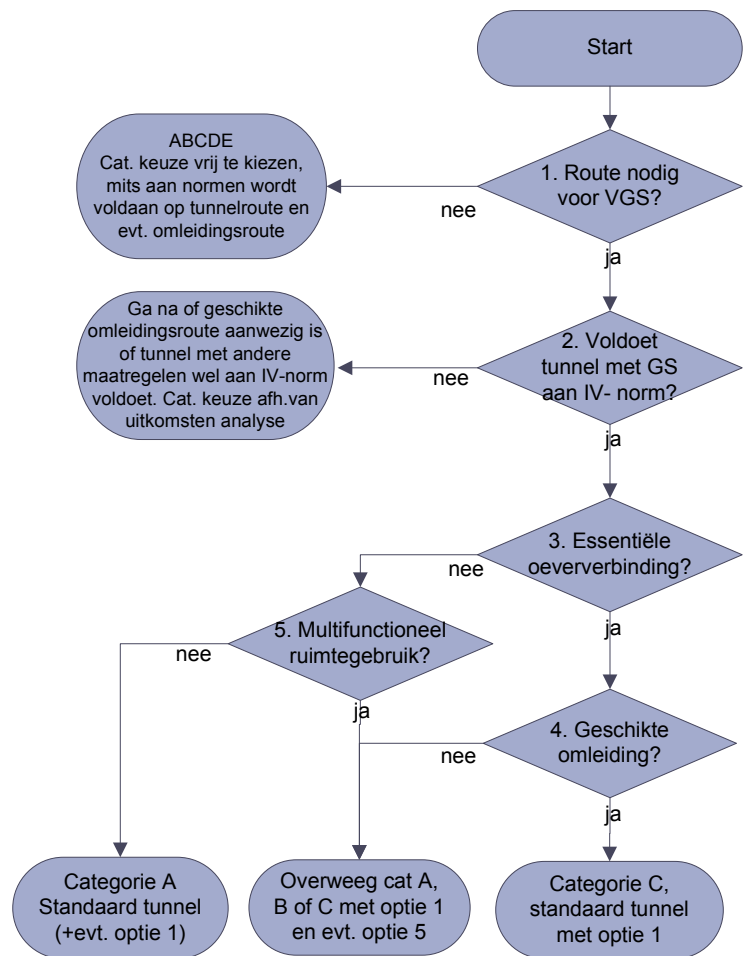 Start
1. Route nodig
voor VGS?
nee
ja
ABCDE
Cat. keuze vrij te kiezen,
mits aan normen wordt
voldaan op tunnelroute en
evt. omleidingsroute
2. Voldoet
tunnel met GS
aan IV- norm?
nee
ja
Ga na of geschikte
omleidingsroute aanwezig is
of tunnel met andere
maatregelen wel aan IV-norm
voldoet. Cat. keuze afh.van
uitkomsten analyse
3. Essentiële
oeververbinding?
nee
ja
5. Multifunctioneel
ruimtegebruik?
nee
ja
4. Geschikte
omleiding?
nee
ja
Categorie A
Standaard tunnel
(+evt. optie 1)
Overweeg cat A,
B of C met optie 1
en evt. optie 5
Categorie C,
standaard tunnel
met optie 1